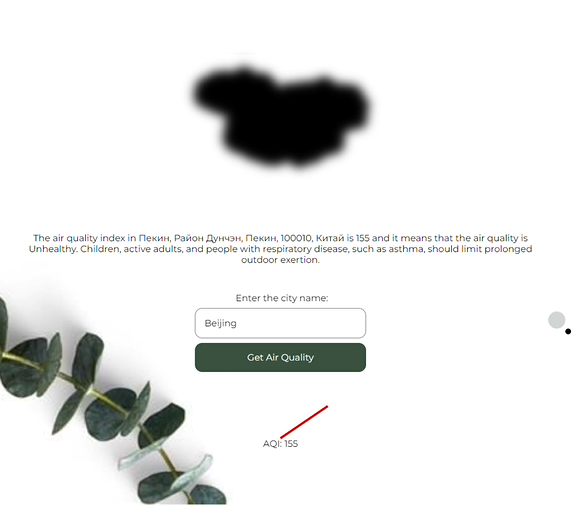 The air quality index in Пекин, Район Дунчэн, Пекин, 100010, Китай is 155 and it means that the air quality is
Unhealthy. Children, active adults, and people with respiratory disease, such as asthma, should limit prolonged
outdoor exertion.
Enter the city name:
Beijing
Get Air Quality
AQI: 155